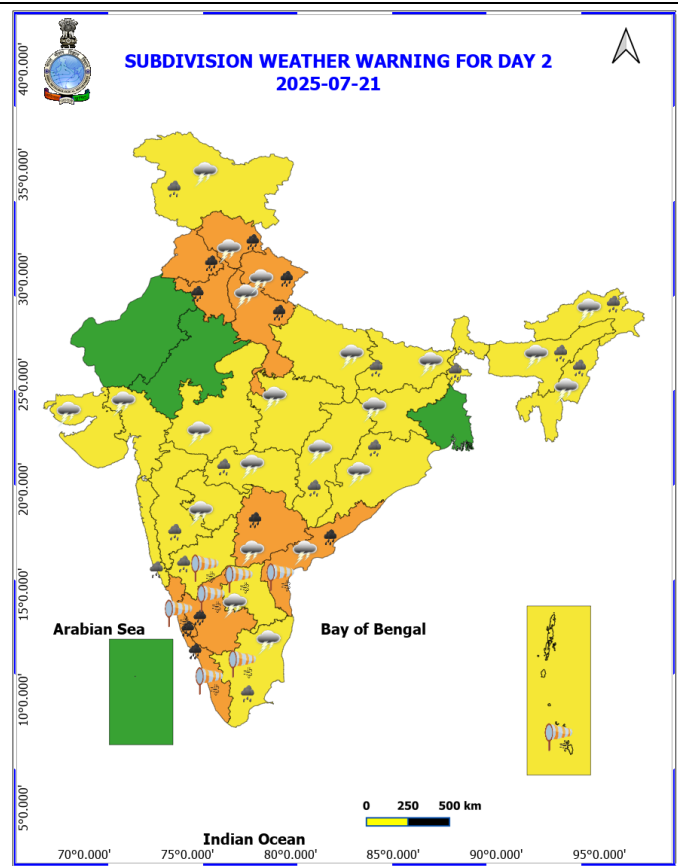 SUBDIVISION WEATHER WARNING FOR DAY 2
2025-07-21
40°0.000'
35°0.000'
30°0.000'
25°0.000'
20°0.000'
15°0.000'
10°0.000'
5°0.000'
Arabian Sea
Bay of Bengal
0 250 500 km
Indian Ocean
70°0.000' 75°0.000' 80°0.000' 85°0.000' 90°0.000' 95°0.000'